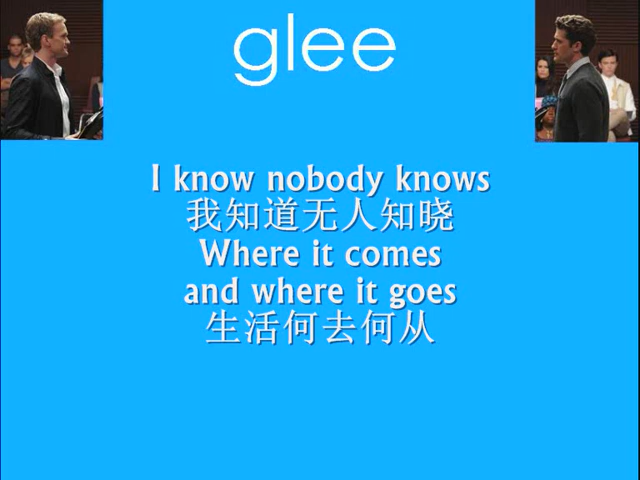 glee
I know nobody knows
我知道无人知晓
Where it comes
and where it goes
生活何去何从